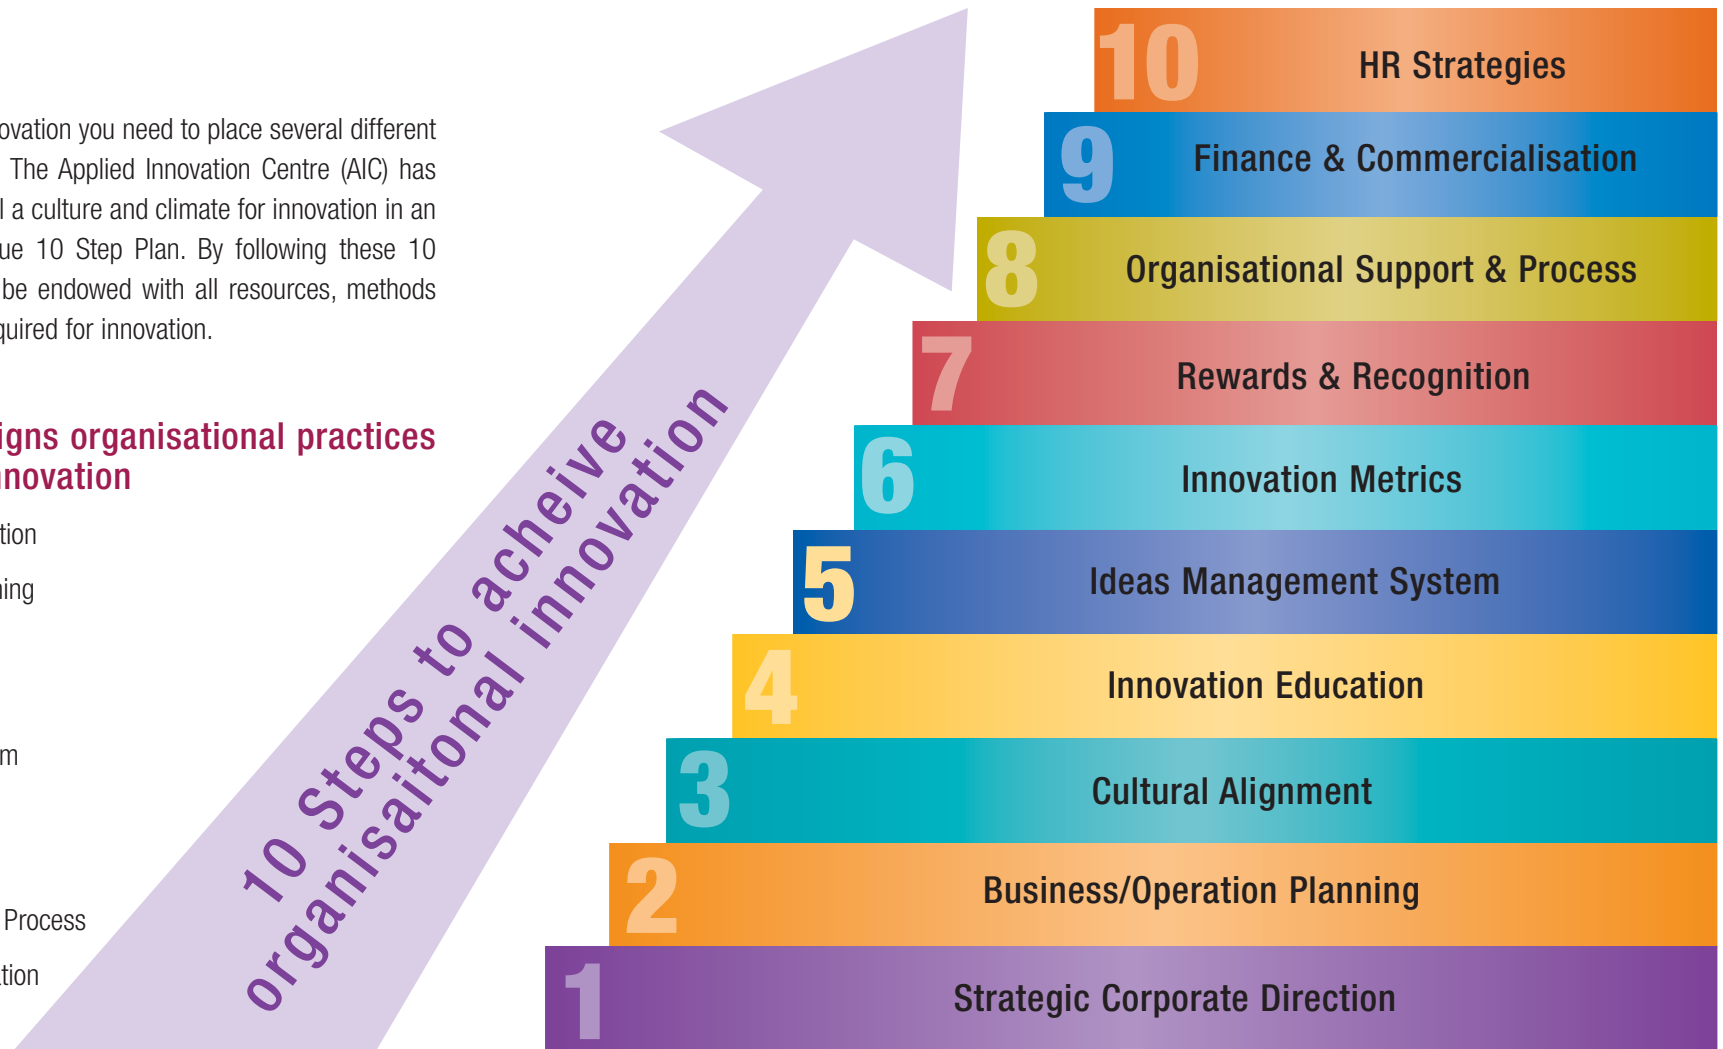 ovation you need to place several different
The Applied Innovation Centre (AIC) has
a culture and climate for innovation in an
ue 10 Step Plan. By following these 10
be endowed with all resources, methods
quired for innovation.
igns organisational practices
nnovation
tion
ning
m
Process
ation
10 Steps to acheive
organisaitonal innovation
10 HR Strategies
9 Finance & Commercialisation
8 Organisational Support & Process
7 Rewards & Recognition
6 Innovation Metrics
5 Ideas Management System
4 Innovation Education
3 Cultural Alignment
2 Business/Operation Planning
1 Strategic Corporate Direction